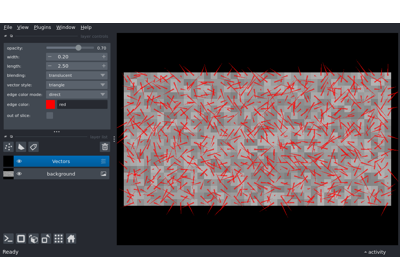 File View Plugins Window Help
opacity: 0.70
width: 0.20
length: 2.50
blending: translucent
vector style: triangle
edge color mode: direct
edge color: red
out of slice:
Vectors
background
Ready
activity